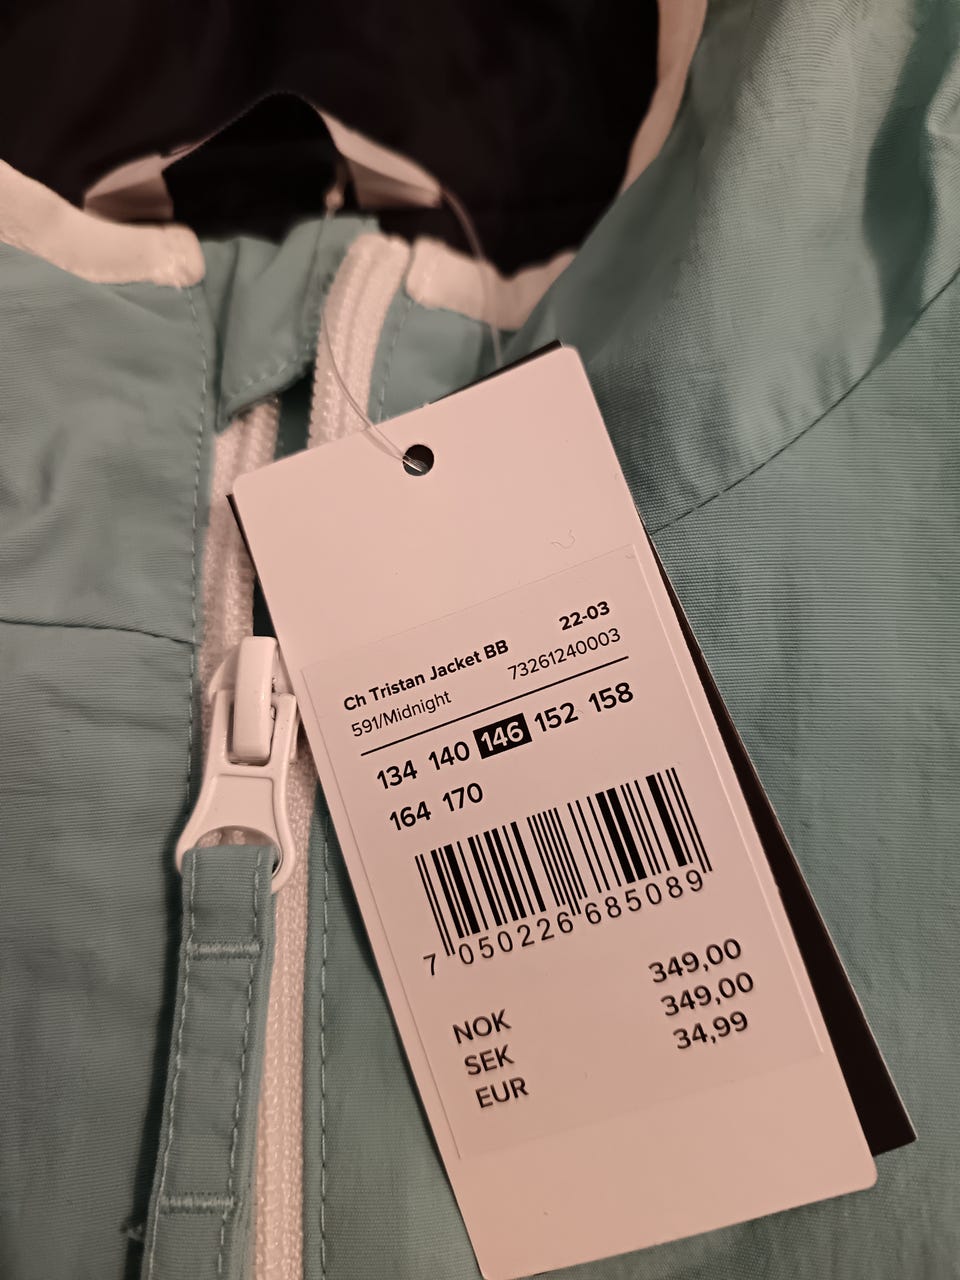 22-03
Ch Tristan Jacket BB
73261240003
591/Midnight
134 140 146 152 158
164 170
7 050226 685089
NOK 349,00
SEK 349,00
EUR 34,99